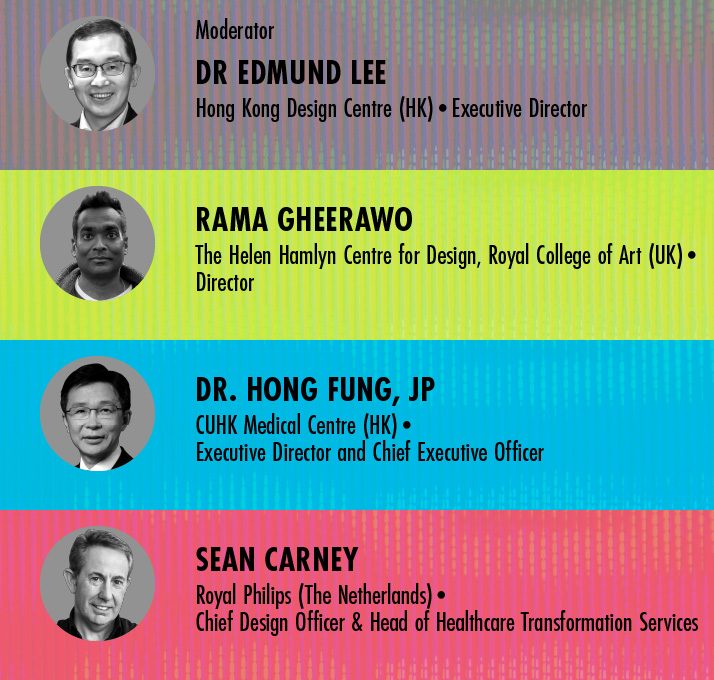 Moderator
DR EDMUND LEE
Hong Kong Design Centre (HK) • Executive Director
RAMA GHEERAWO
The Helen Hamlyn Centre for Design, Royal College of Art (UK) •
Director
DR. HONG FUNG, JP
CUHK Medical Centre (HK) •
Executive Director and Chief Executive Officer
SEAN CARNEY
Royal Philips (The Netherlands) •
Chief Design Officer & Head of Healthcare Transformation Services